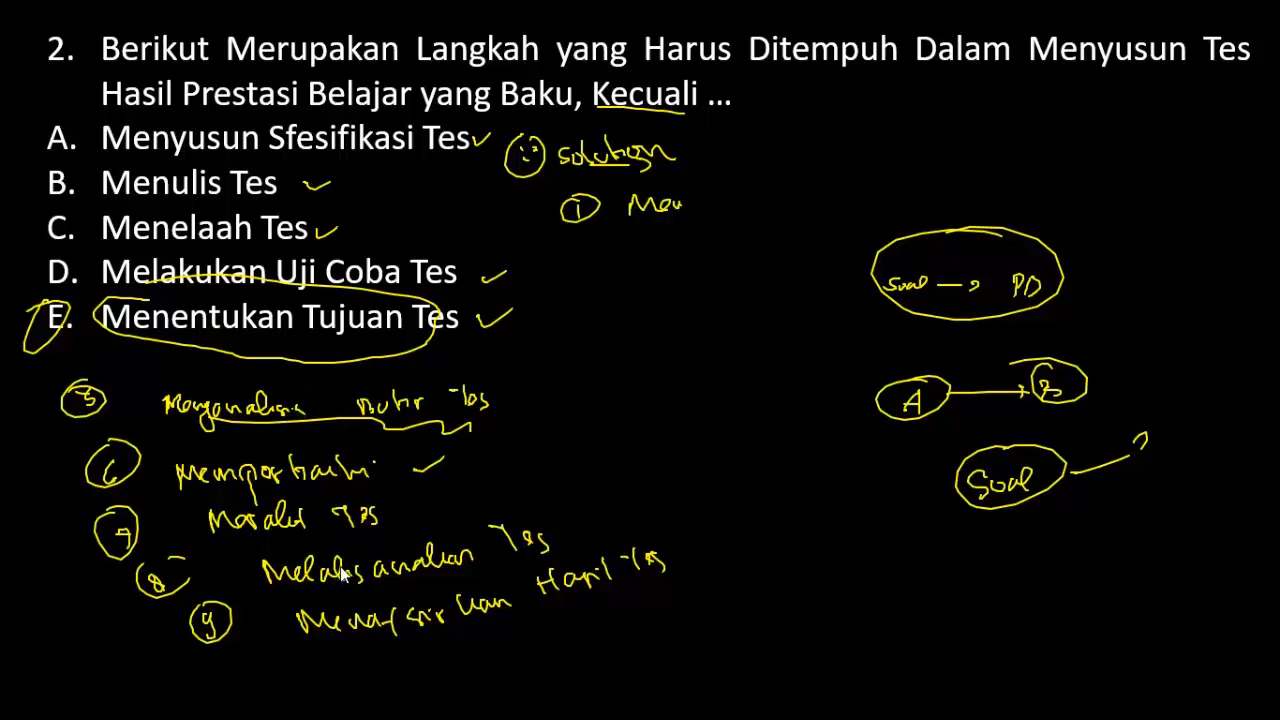 2. Berikut Merupakan Langkah yang Harus Ditempuh Dalam Menyusun Tes
Hasil Prestasi Belajar yang Baku, Kecuali ...
A. Menyusun Sfesifikasi Tes
B. Menulis Tes
C. Menelaah Tes
D. Melakukan Uji Coba Tes
E. Menentukan Tujuan Tes
solution
1 Men
soal → PD
A → B
Soal
5 Menganalisis Butir Tes
6 Memperbaiki
7 Merakit Tes
8 Melaksanakan Tes
9 Menafsirkan Hasil Tes